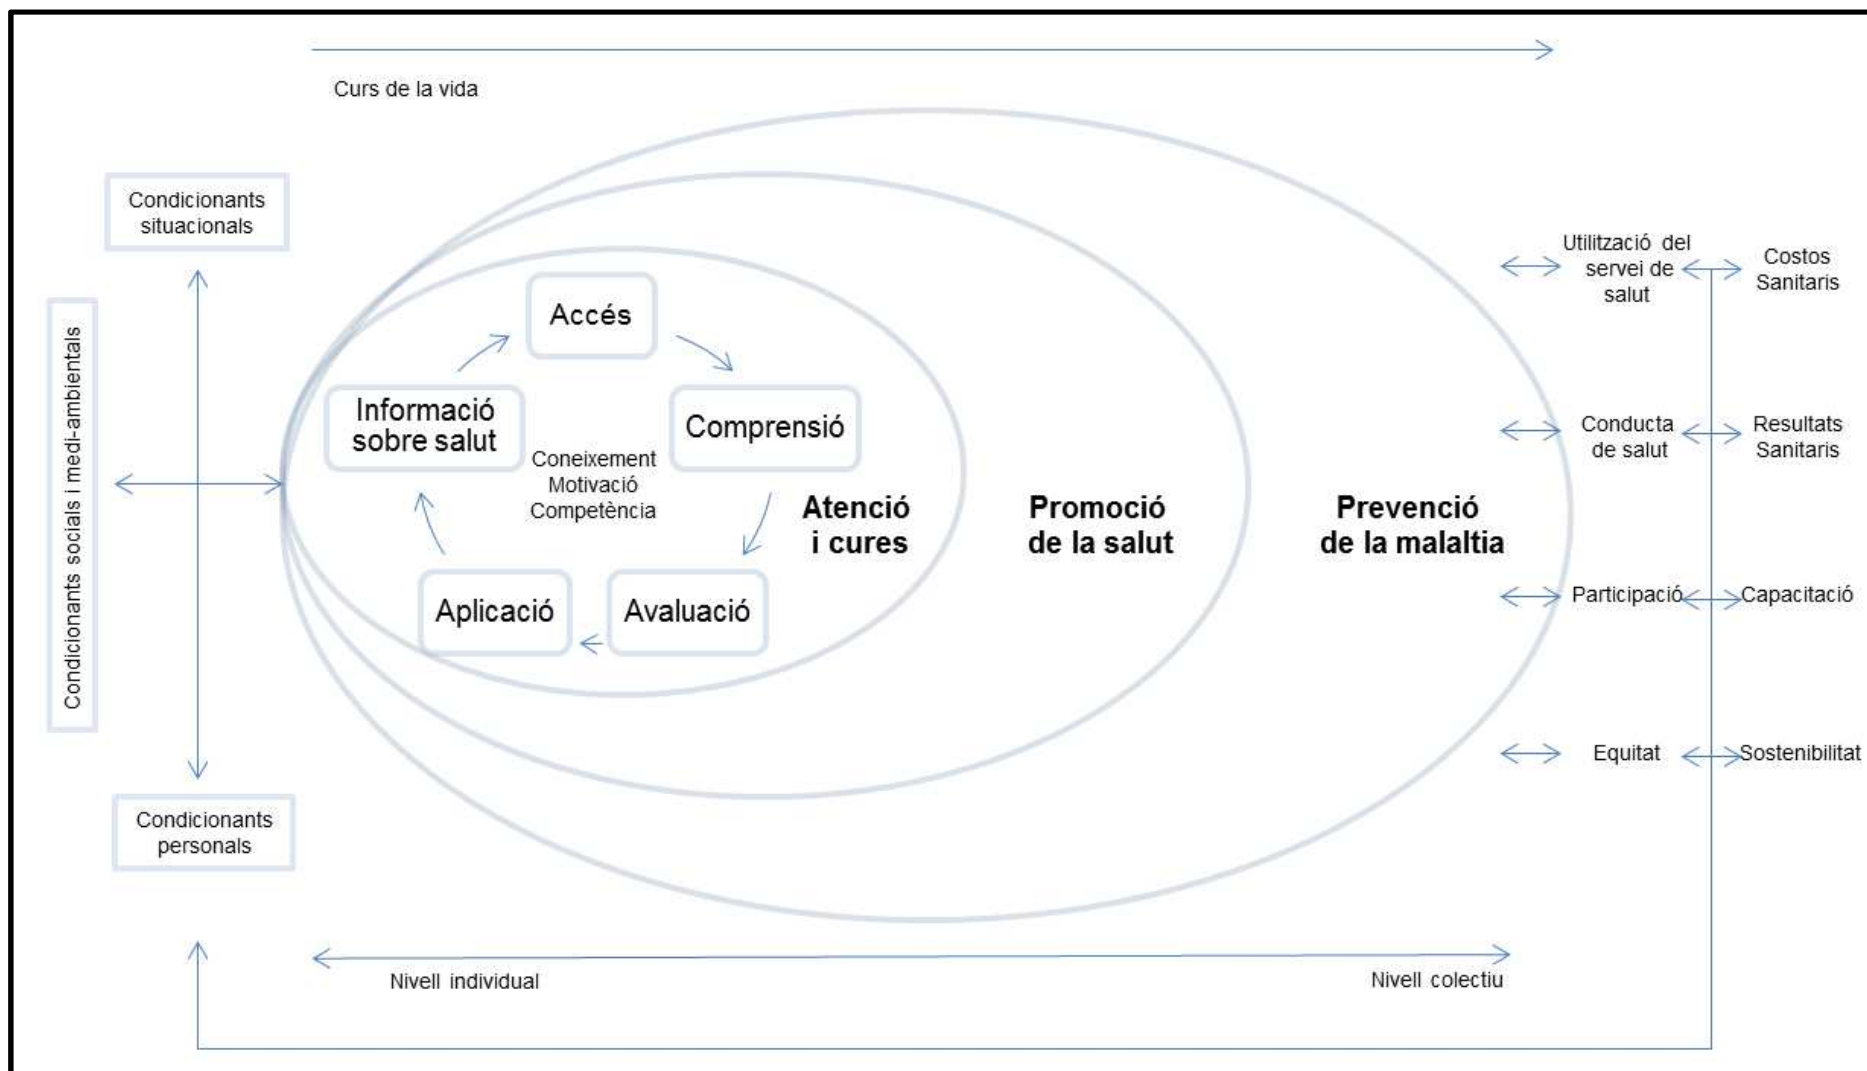 Curs de la vida
Condicionants
situacionals
Condicionants socials i medi-ambientals
Condicionants
personals
Accés
Informació
sobre salut
Comprensió
Coneixement
Motivació
Competència
Aplicació
Avaluació
Atenció
i cures
Promoció
de la salut
Prevenció
de la malaltia
Utilització del
servei de
salut
Costos
Sanitaris
Conducta
de salut
Resultats
Sanitaris
Participació
Capacitació
Equitat
Sostenibilitat
Nivell individual
Nivell colectiu